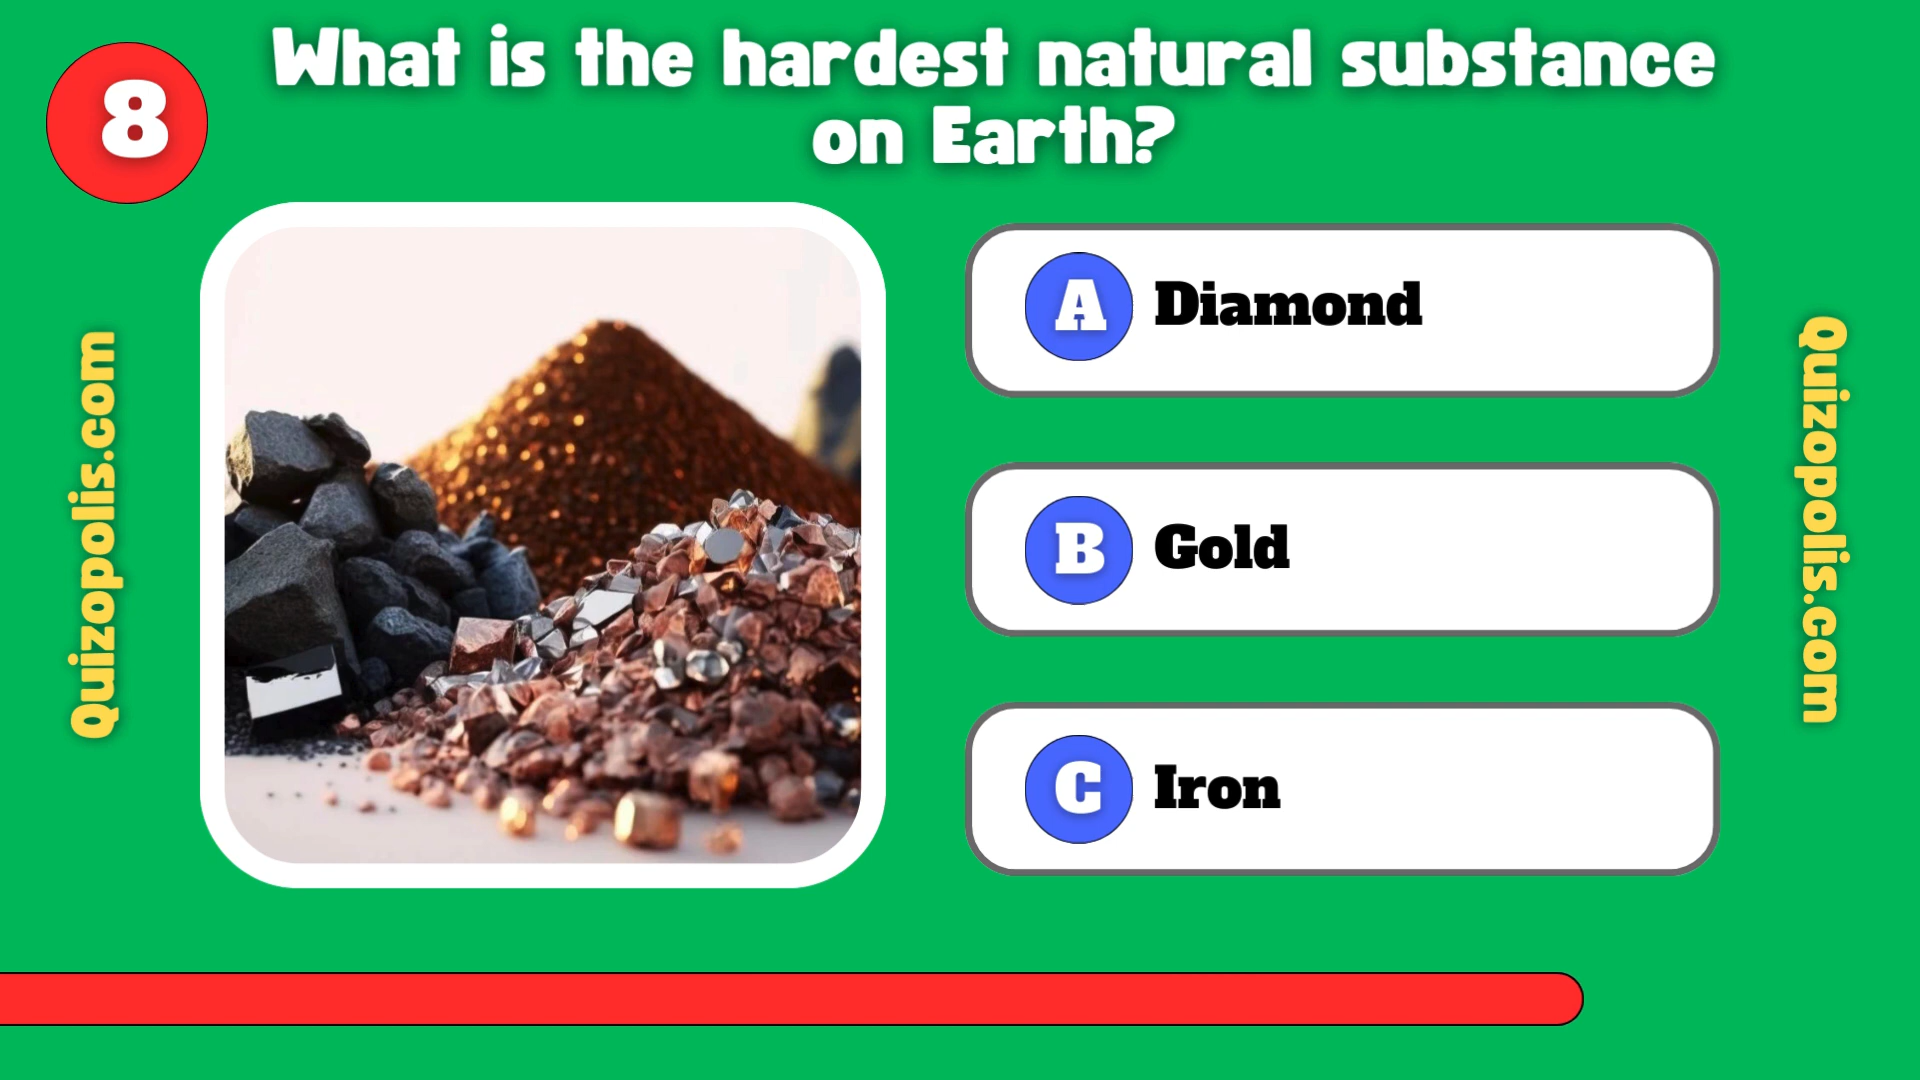 8
What is the hardest natural substance
on Earth?
Quizopolis.com
A Diamond
B Gold
C Iron
Quizopolis.com